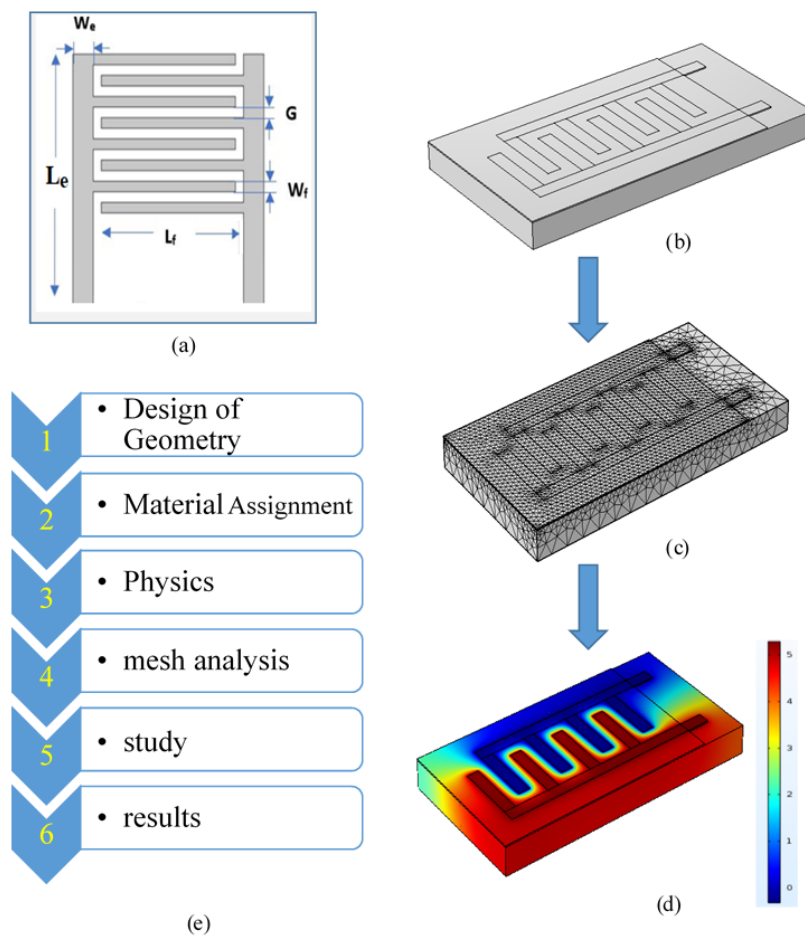 We
Le
G
Wf
Lf
(a)
(b)
1
• Design of
Geometry
2
• Material Assignment
3
• Physics
4
• mesh analysis
5
• study
6
• results
(e)
(c)
5
4
3
2
1
0
(d)